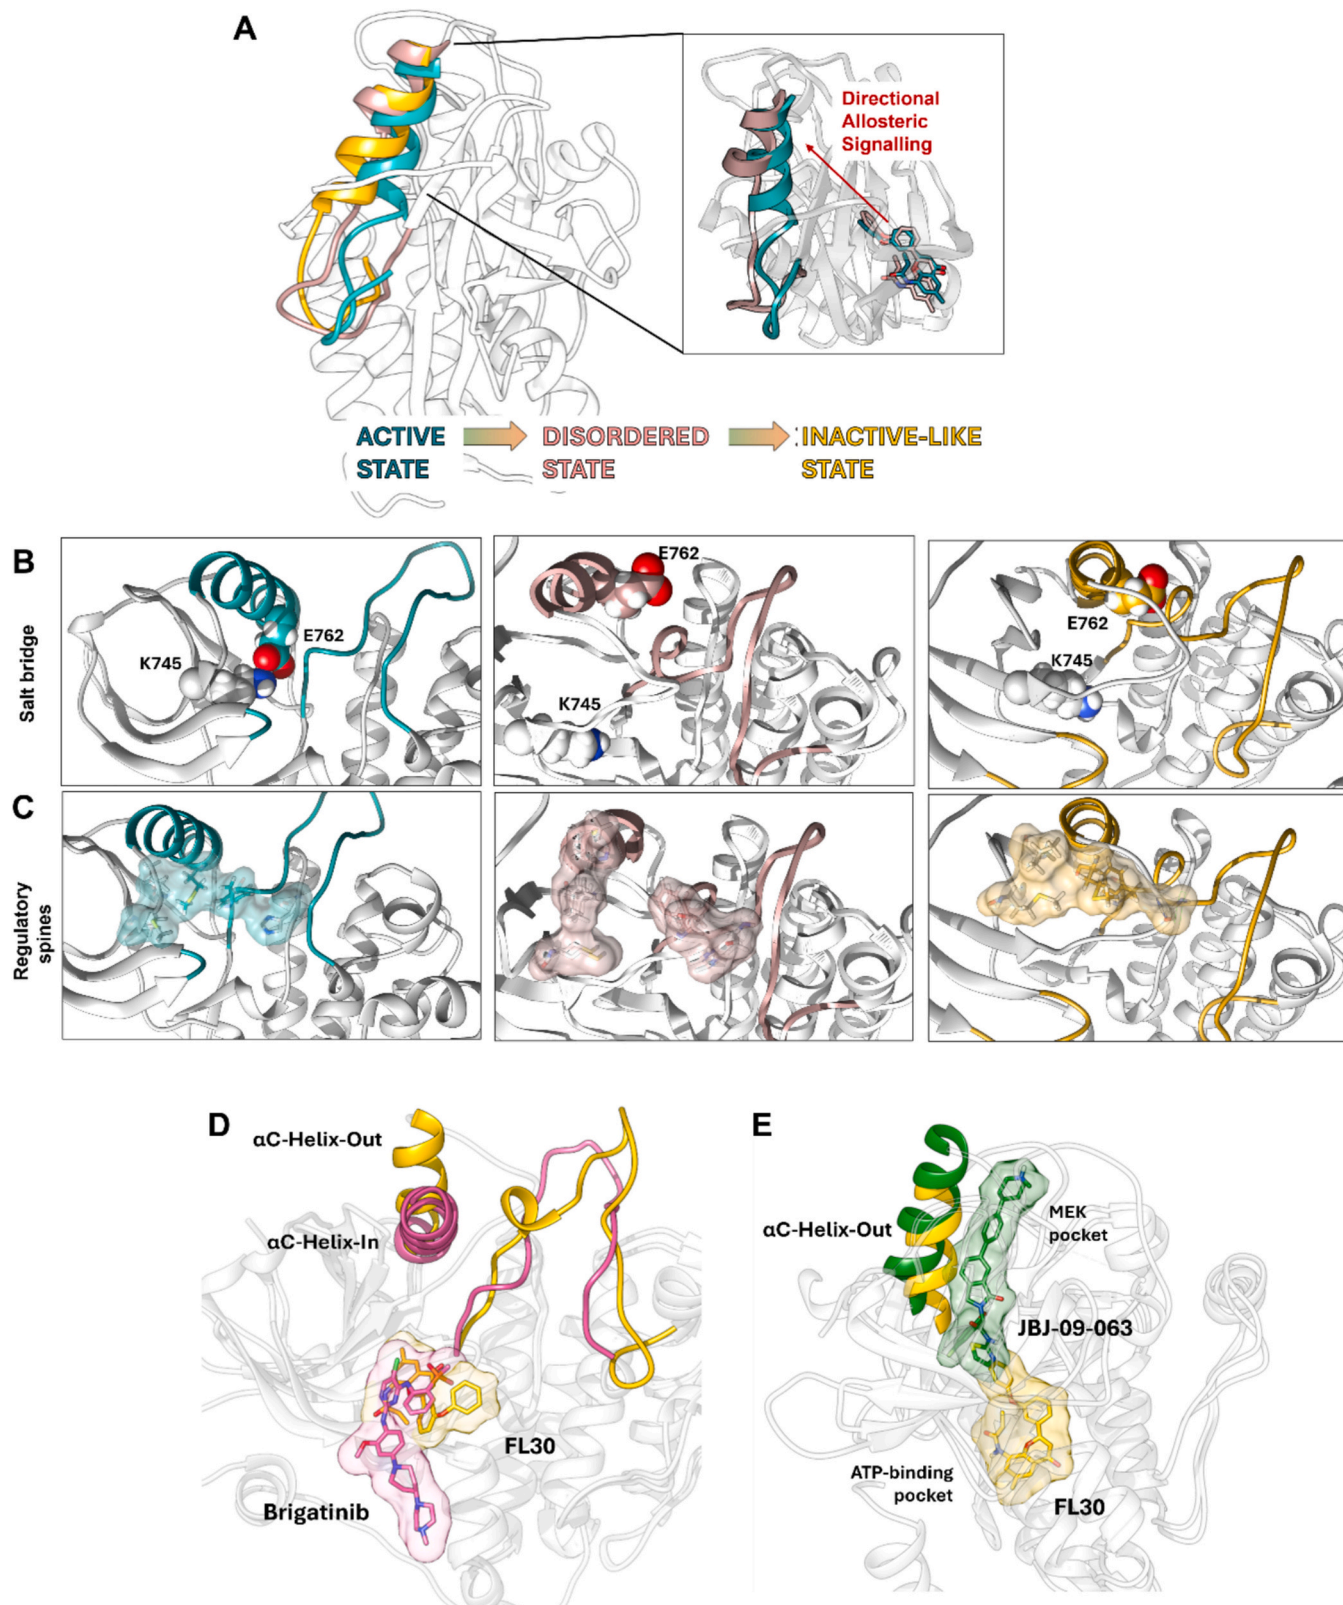 A
Directional
Allosteric
Signalling
ACTIVE
STATE
DISORDERED
STATE
INACTIVE-LIKE
STATE
B
Salt bridge
E762
K745
E762
K745
E762
K745
C
Regulatory
spines
D
αC-Helix-Out
αC-Helix-In
FL30
Brigatinib
E
αC-Helix-Out
MEK
pocket
JBJ-09-063
ATP-binding
pocket
FL30